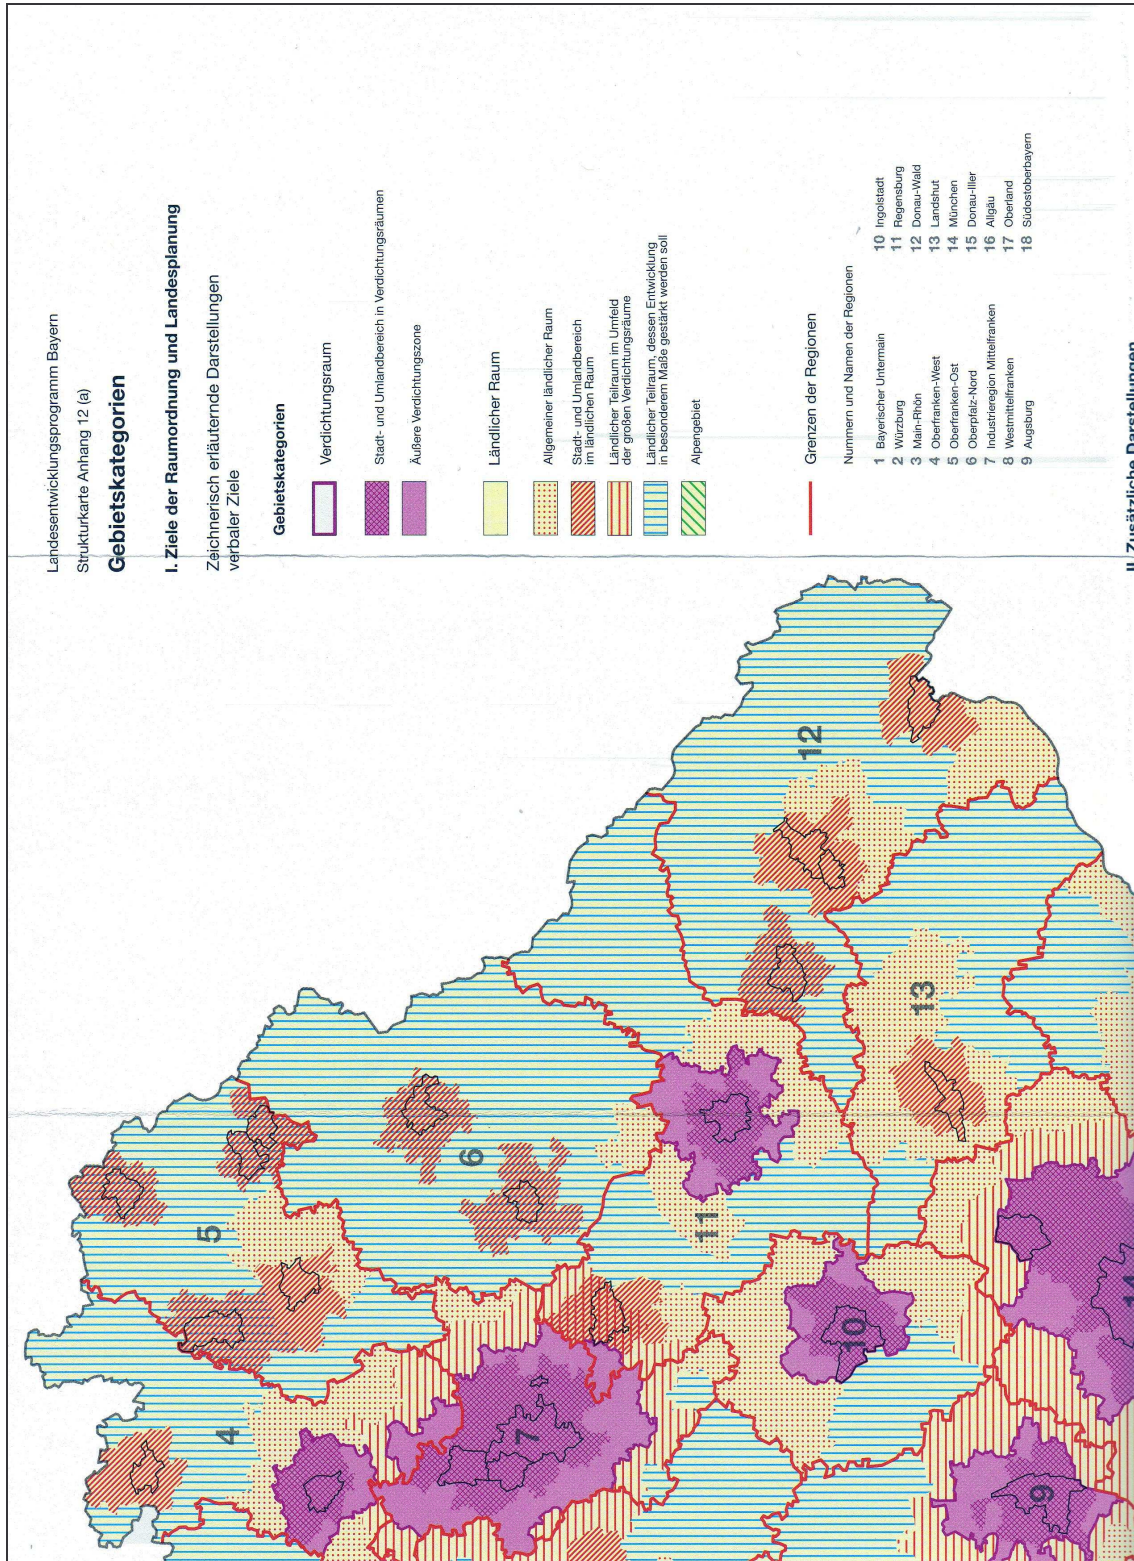 Landesentwicklungsprogramm Bayern
Strukturkarte Anhang 12 (a)
Gebietskategorien
I. Ziele der Raumordnung und Landesplanung
Zeichnerisch erläuternde Darstellungen
verbaler Ziele
Gebietskategorien
Verdichtungsraum
Stadt- und Umlandbereich in Verdichtungsräumen
Äußere Verdichtungszone
Ländlicher Raum
Allgemeiner ländlicher Raum
Stadt- und Umlandbereich
im ländlichen Raum
Ländlicher Teilraum im Umfeld
der großen Verdichtungsräume
Ländlicher Teilraum, dessen Entwicklung
in besonderem Maße gestärkt werden soll
Alpengebiet
Grenzen der Regionen
Nummern und Namen der Regionen
1 Bayerischer Untermain
2 Würzburg
3 Main-Rhön
4 Oberfranken-West
5 Oberfranken-Ost
6 Oberpfalz-Nord
7 Industrieregion Mittelfranken
8 Westmittelfranken
9 Augsburg
10 Ingolstadt
11 Regensburg
12 Donau-Wald
13 Landshut
14 München
15 Donau-Iller
16 Allgäu
17 Oberland
18 Südostoberbayern
II. Zusätzliche Darstellungen
4
5
6
7
9
10
11
12
13
14